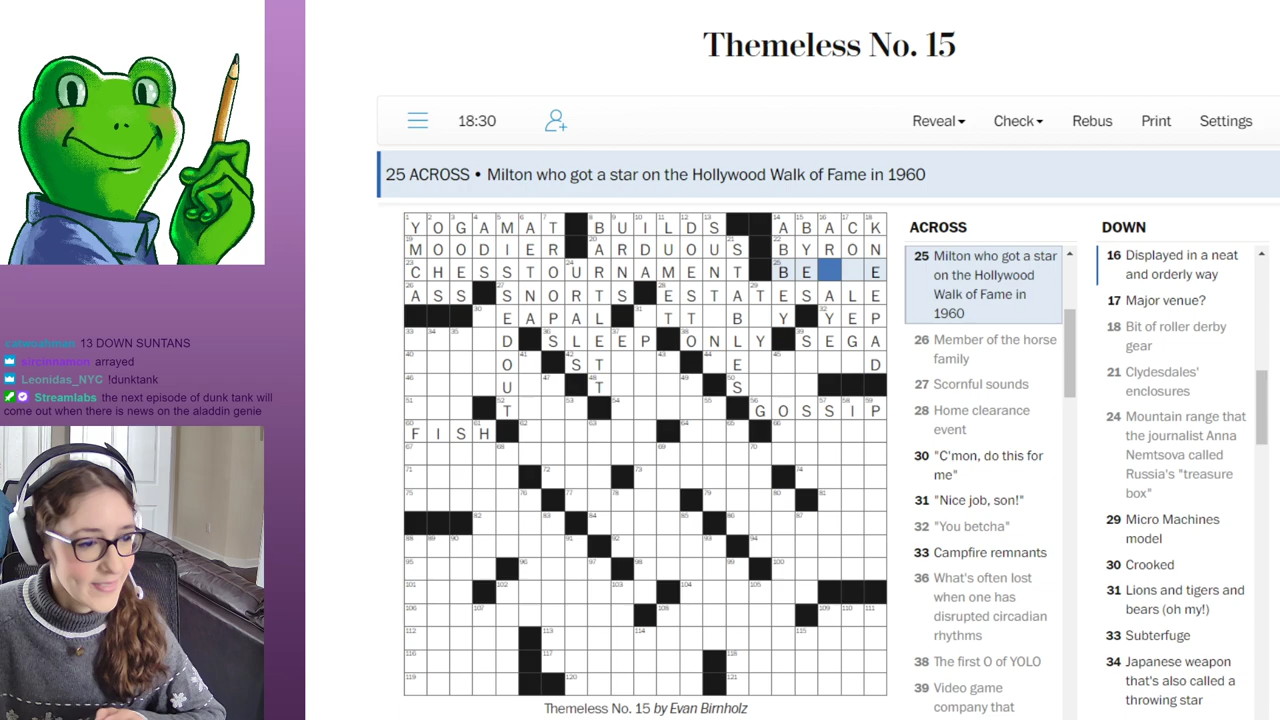 Themeless No. 15
18:30
Reveal
Check
Rebus
Print
Settings
25 ACROSS • Milton who got a star on the Hollywood Walk of Fame in 1960
YOGAMAT BUILDS ABACK
MOODIER ARDUOUS BYRON
CHESSTOURNAMENT BE E
ASS SNORTS ESTATESALE
E A P A L T T B Y Y E P
D SLEEP ONLY SEGA
O S T E D
U T S
T GOSSIP
FISH
Themeless No. 15 by Evan Birnholz
ACROSS
25 Milton who got a star
on the Hollywood
Walk of Fame in
1960
26 Member of the horse
family
27 Scornful sounds
28 Home clearance
event
30 "C'mon, do this for
me"
31 "Nice job, son!"
32 "You betcha"
33 Campfire remnants
36 What's often lost
when one has
disrupted circadian
rhythms
38 The first O of YOLO
39 Video game
company that
DOWN
16 Displayed in a neat
and orderly way
17 Major venue?
18 Bit of roller derby
gear
21 Clydesdales'
enclosures
24 Mountain range that
the journalist Anna
Nemtsova called
Russia's "treasure
box"
29 Micro Machines
model
30 Crooked
31 Lions and tigers and
bears (oh my!)
33 Subterfuge
34 Japanese weapon
that's also called a
throwing star
13 DOWN SUNTANS
sircinnamon arrayed
Leonidas_NYC !dunktank
Streamlabs the next episode of dunk tank will
come out when there is news on the aladdin genie